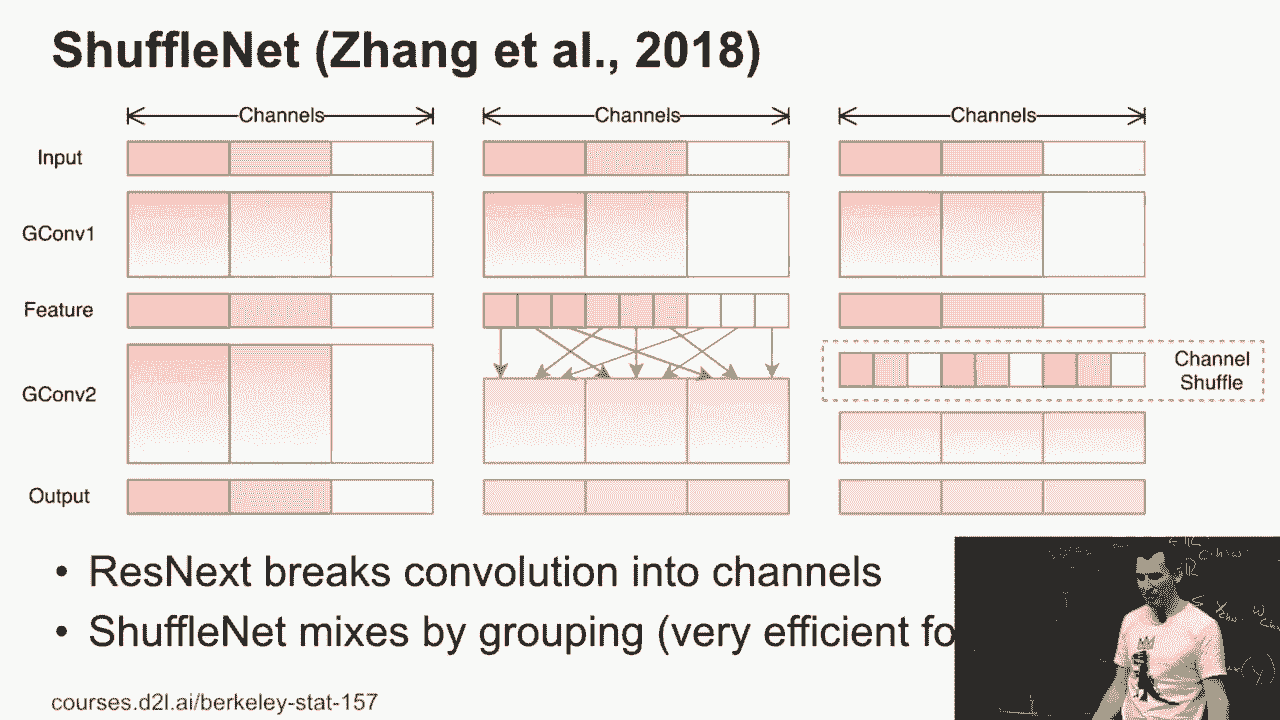 ShuffleNet (Zhang et al., 2018)
Channels Channels Channels
Input
GConv1
Feature
Channel
Shuffle
GConv2
Output
• ResNext breaks convolution into channels
• ShuffleNet mixes by grouping (very efficient fo
courses.d2l.ai/berkeley-stat-157